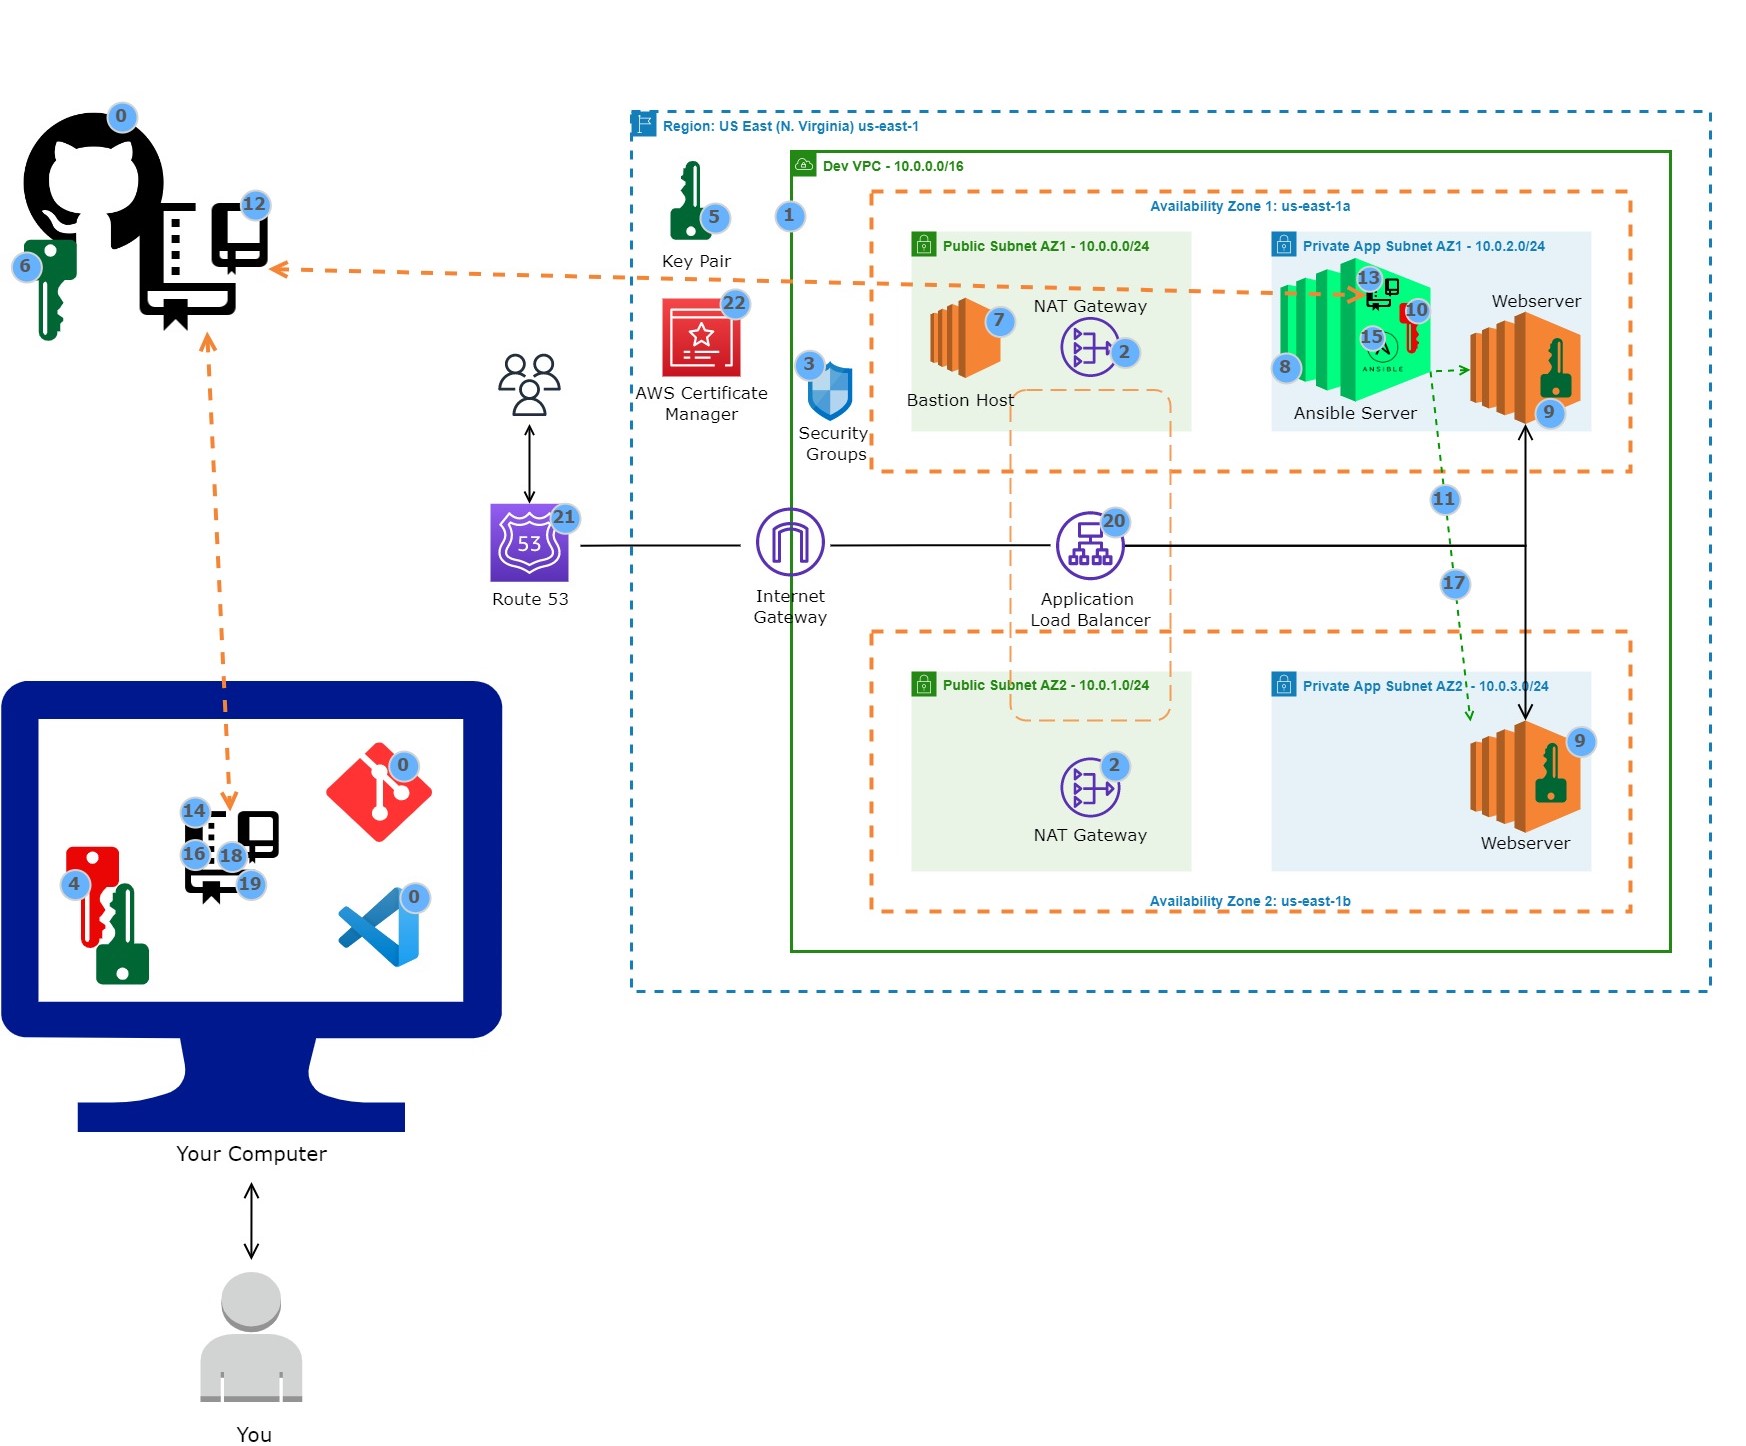 0
12
6
Region: US East (N. Virginia) us-east-1
5
Key Pair
22
AWS Certificate
Manager
Dev VPC - 10.0.0.0/16
1
3
Security
Groups
Availability Zone 1: us-east-1a
Public Subnet AZ1 - 10.0.0.0/24
7
Bastion Host
NAT Gateway
2
Private App Subnet AZ1 - 10.0.2.0/24
13
10
15
ANSIBLE
8
Ansible Server
Webserver
9
11
17
53
21
Route 53
Internet
Gateway
20
Application
Load Balancer
Public Subnet AZ2 - 10.0.1.0/24
2
NAT Gateway
Private App Subnet AZ2 - 10.0.3.0/24
9
Webserver
Availability Zone 2: us-east-1b
0
14
16
18
19
4
0
Your Computer
You